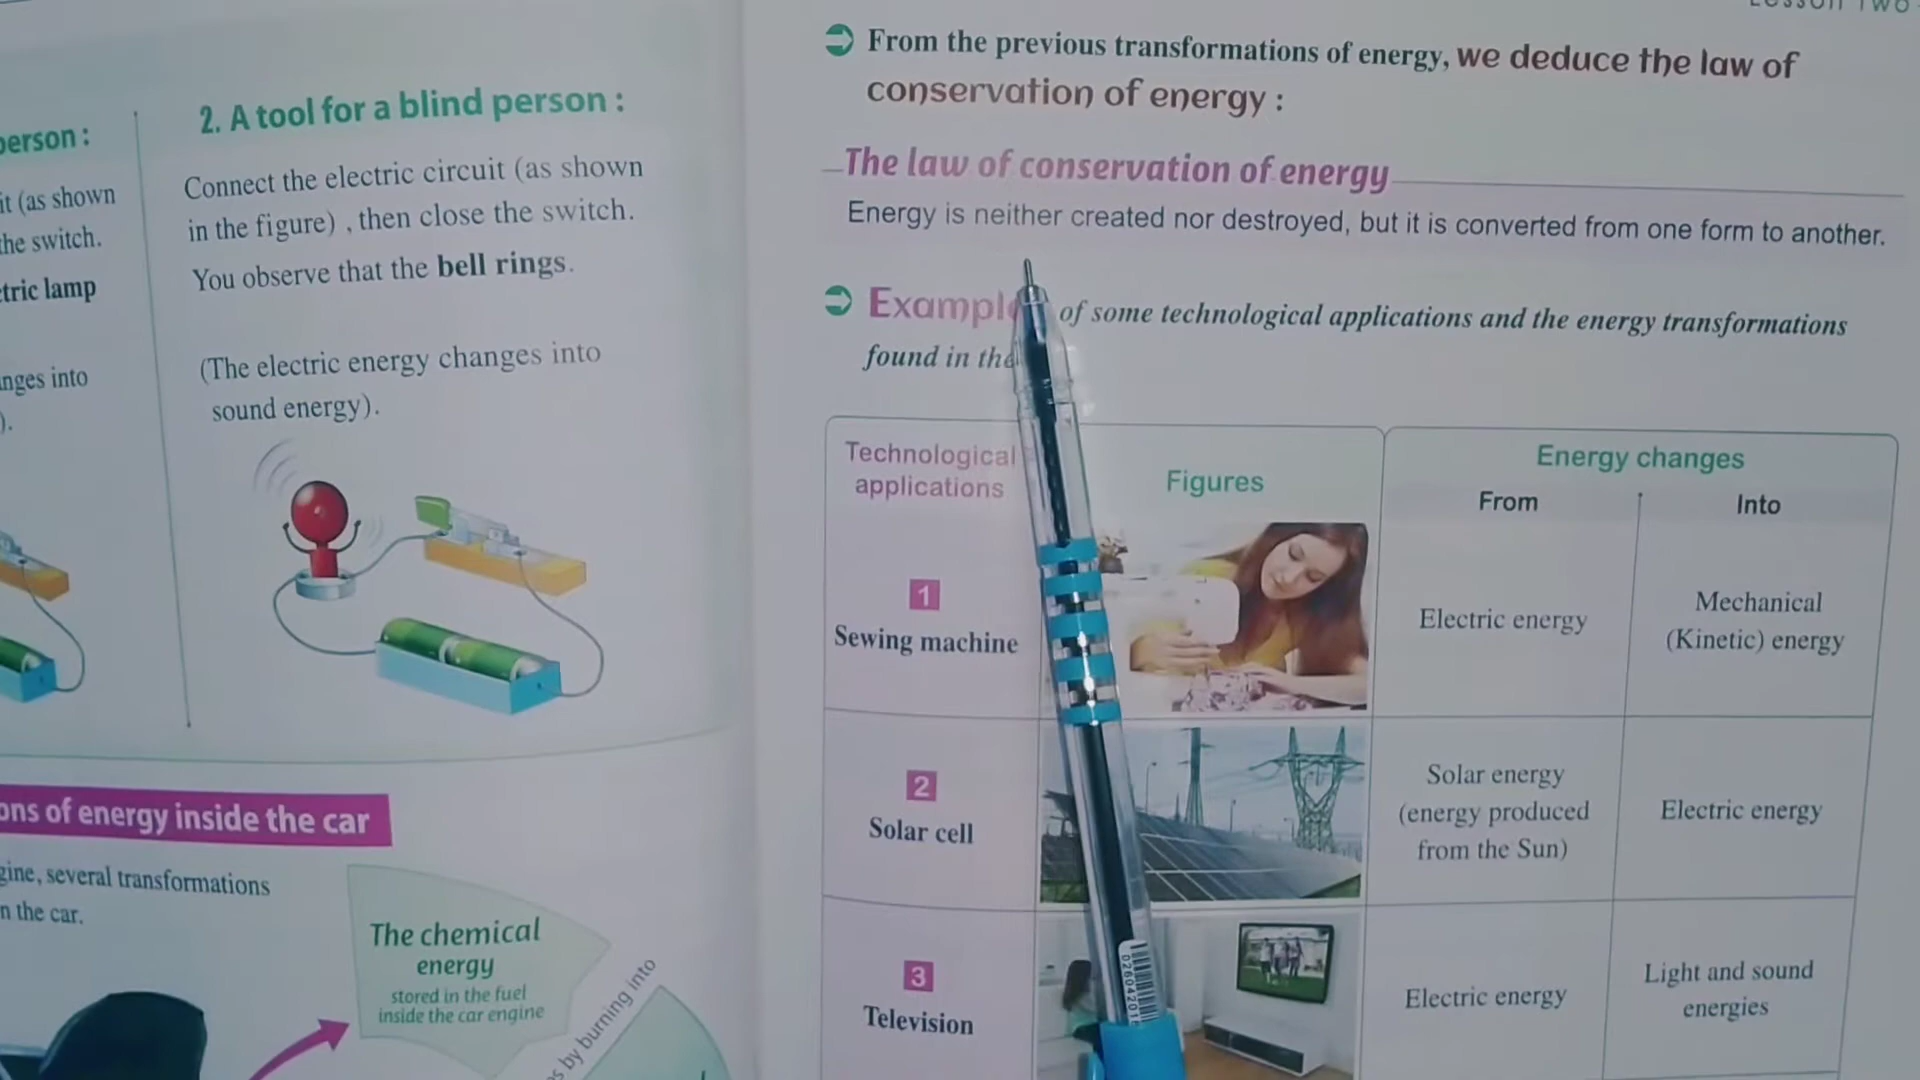 person :
it (as shown
the switch.
tric lamp
nges into
).
2. A tool for a blind person :
Connect the electric circuit (as shown
in the figure) , then close the switch.
You observe that the bell rings.
(The electric energy changes into
sound energy).
ons of energy inside the car
gine, several transformations
n the car.
The chemical
energy
stored in the fuel
inside the car engine
s by burning into
LESSON TWO
From the previous transformations of energy, we deduce the law of
conservation of energy :
The law of conservation of energy
Energy is neither created nor destroyed, but it is converted from one form to another.
Example of some technological applications and the energy transformations
found in the
Technological
applications
Figures
Energy changes
From
Into
1
Sewing machine
Electric energy
Mechanical
(Kinetic) energy
2
Solar cell
Solar energy
(energy produced
from the Sun)
Electric energy
3
Television
Electric energy
Light and sound
energies